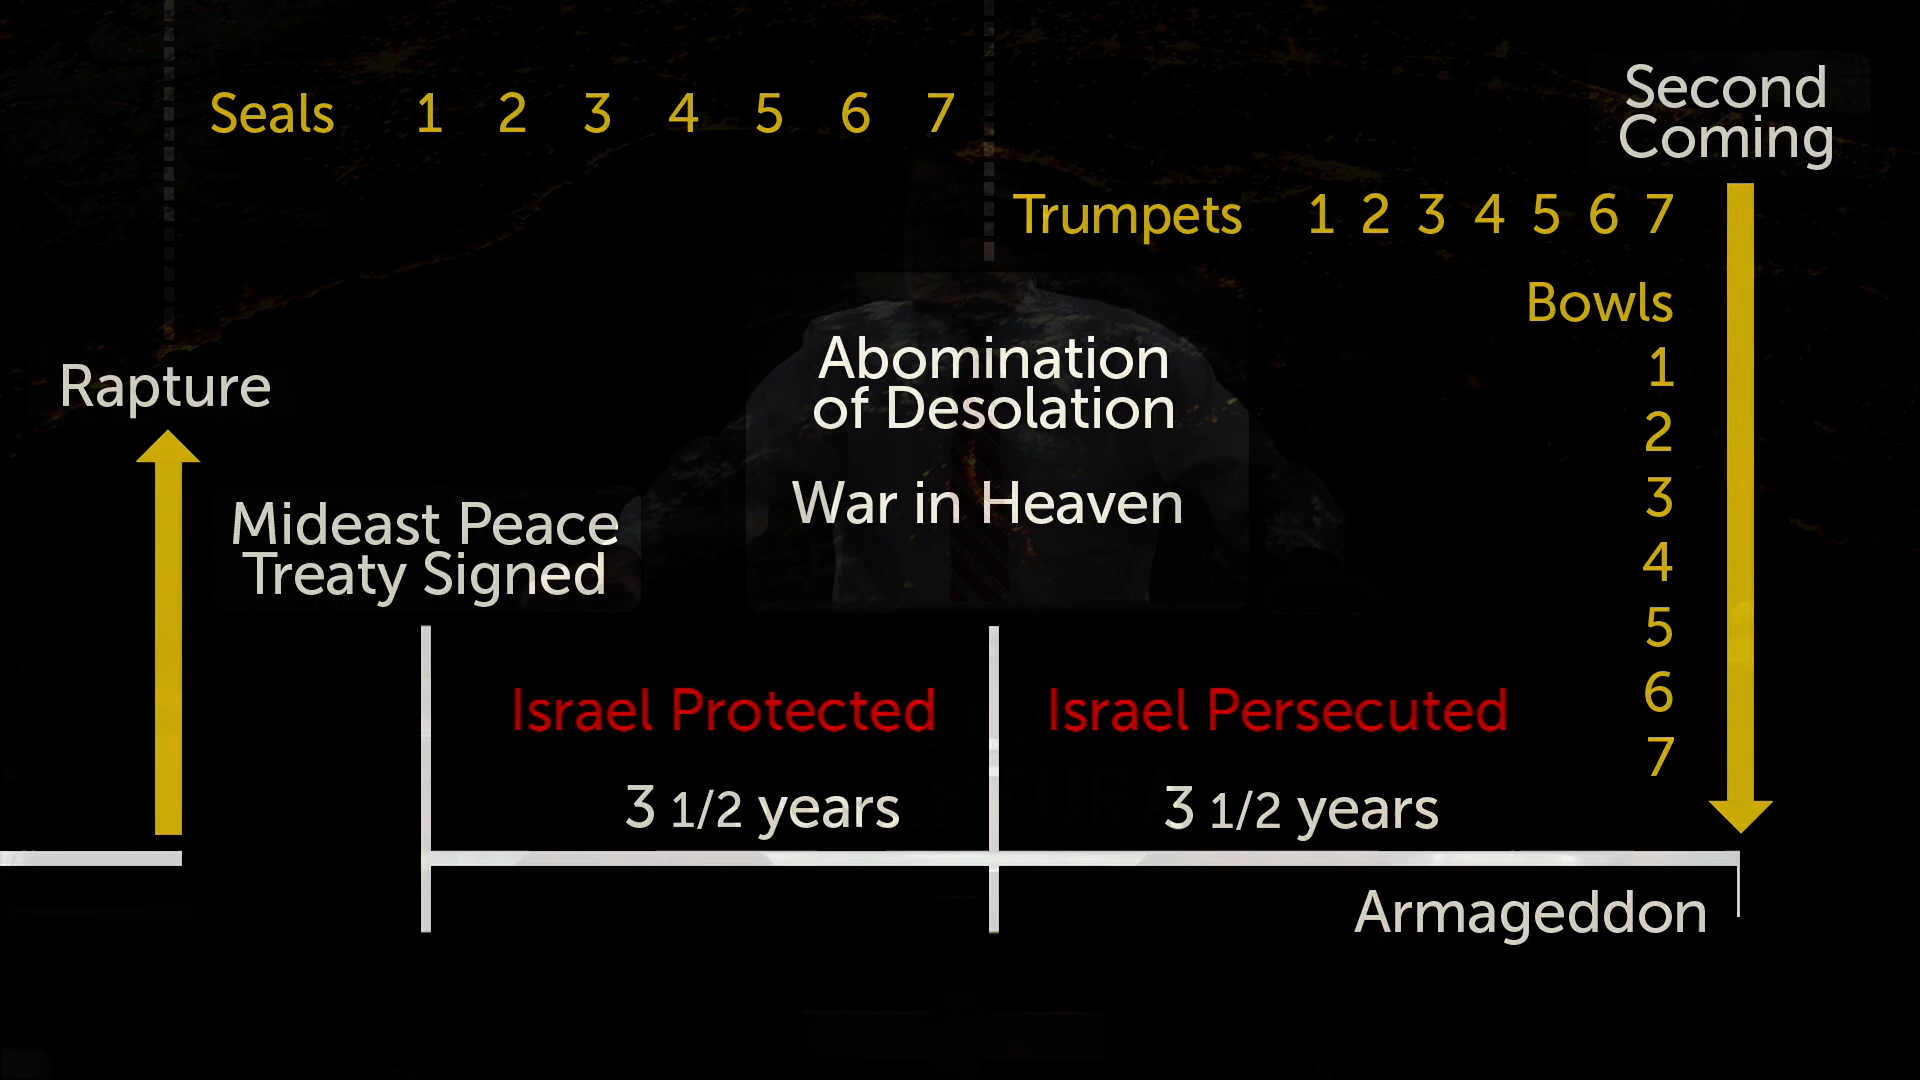 Second
Coming
Seals 1 2 3 4 5 6 7
Trumpets 1 2 3 4 5 6 7
Bowls
1
2
3
4
5
6
7
Rapture
Abomination
of Desolation
War in Heaven
Mideast Peace
Treaty Signed
Israel Protected
Israel Persecuted
3 1/2 years
3 1/2 years
Armageddon